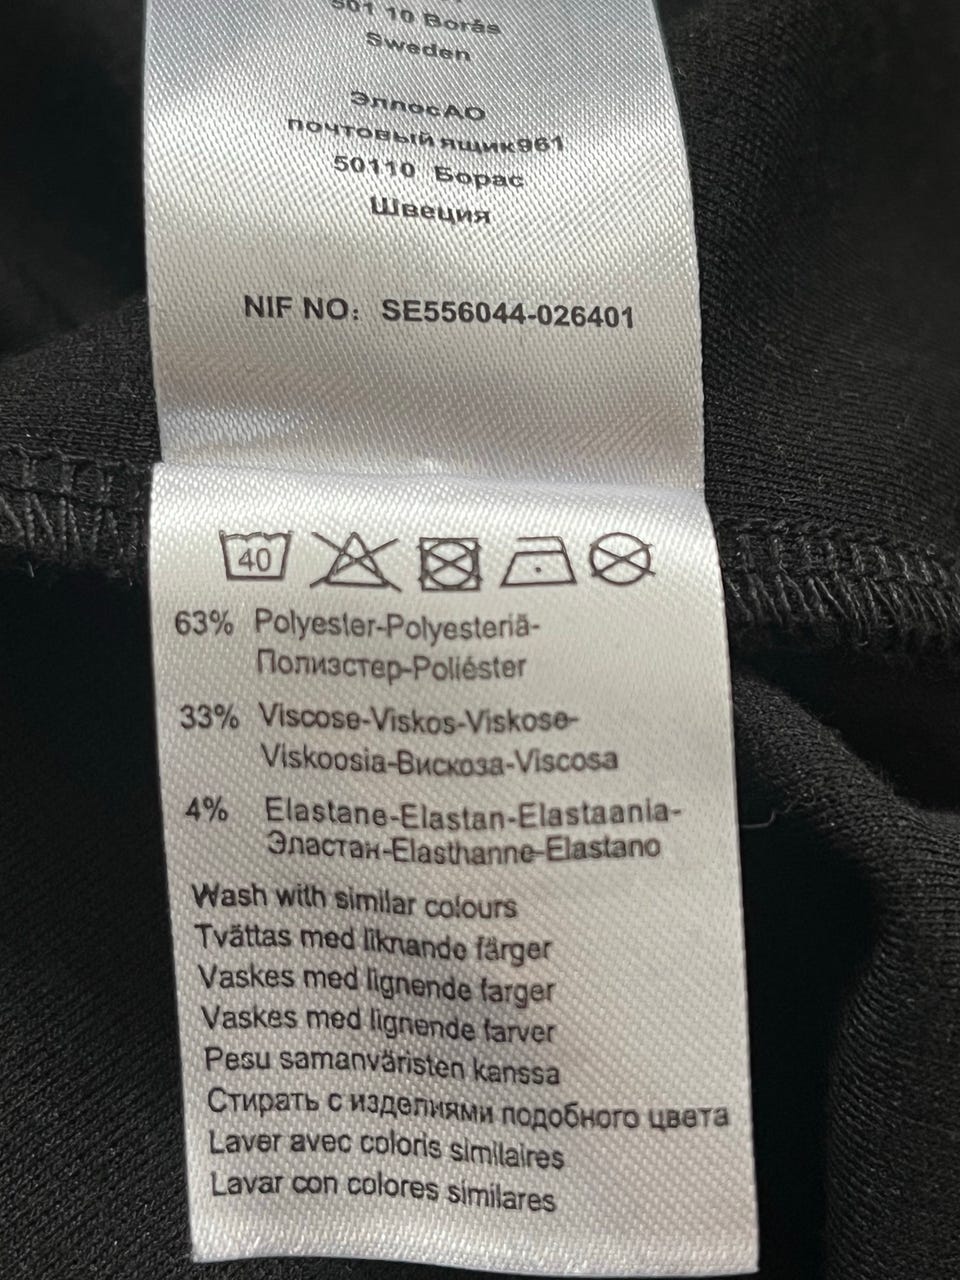 501 10 Borås
Sweden
ЭллосАО
почтовый ящик961
50110 Борас
Швеция
NIF NO: SE556044-026401
40
63% Polyester-Polyesteriä-
Полиэстер-Poliéster
33% Viscose-Viskos-Viskose-
Viskoosia-Вискоза-Viscosa
4% Elastane-Elastan-Elastaania-
Эластан-Elasthanne-Elastano
Wash with similar colours
Tvättas med liknande färger
Vaskes med lignende farger
Vaskes med lignende farver
Pesu samanväristen kanssa
Стирать с изделиями подобного цвета
Laver avec coloris similaires
Lavar con colores similares